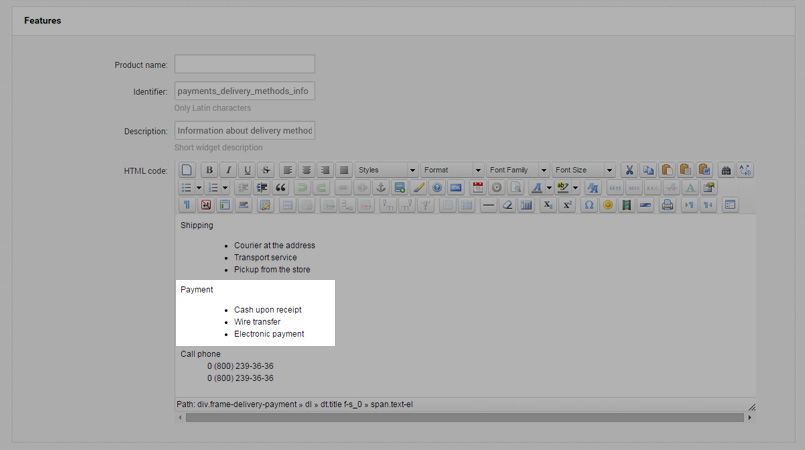 Features
Product name:
Identifier: payments_delivery_methods_info
Only Latin characters
Description: Information about delivery method
Short widget description
HTML code:
B I U S Styles Format Font Family Font Size
Shipping
Courier at the address
Transport service
Pickup from the store
Payment
Cash upon receipt
Wire transfer
Electronic payment
Call phone
0 (800) 239-36-36
0 (800) 239-36-36
Path: div.frame-delivery-payment » dl » dt.title f-s_0 » span.text-el